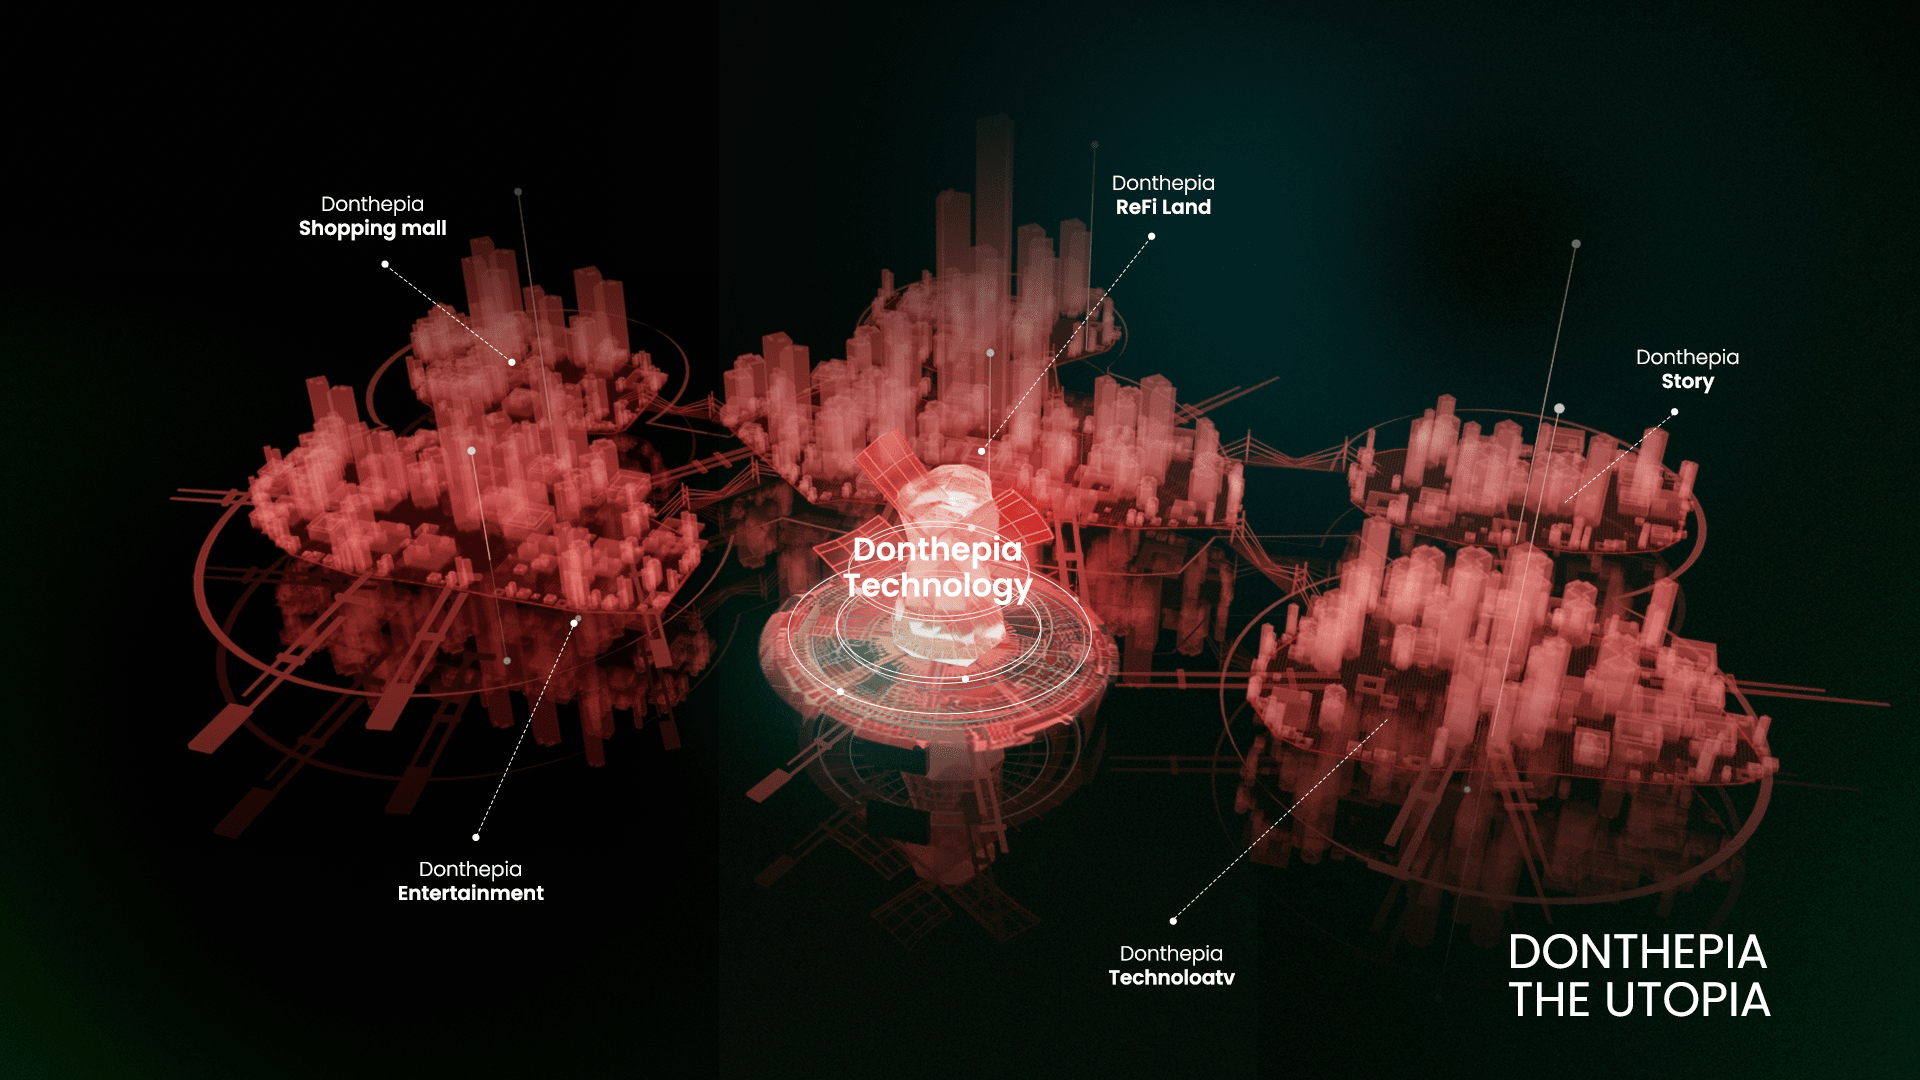 Donthepia
ReFi Land
Donthepia
Shopping mall
Donthepia
Story
Donthepia
Technology
Donthepia
Entertainment
Donthepia
Technoloatv
DONTHEPIA
THE UTOPIA